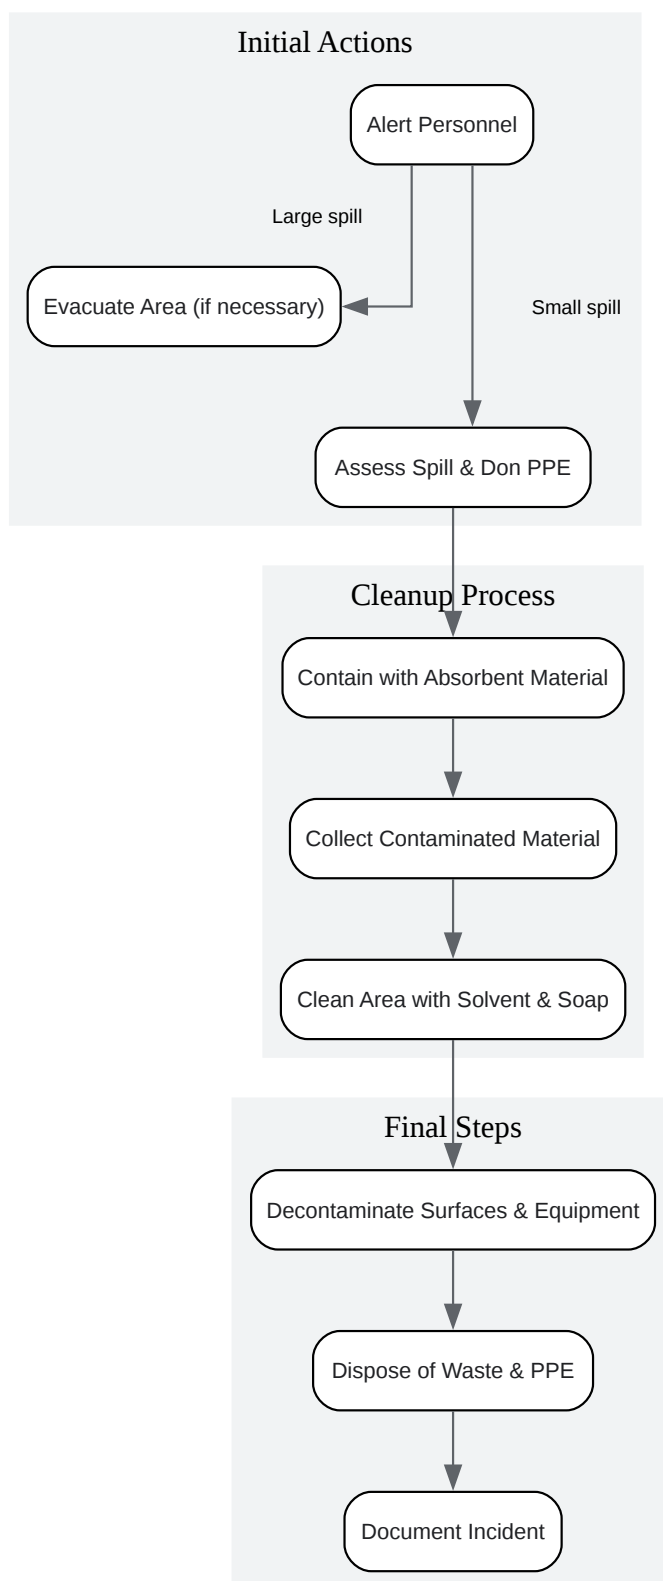 Initial Actions
Alert Personnel
Large spill
Evacuate Area (if necessary)
Small spill
Assess Spill & Don PPE
Cleanup Process
Contain with Absorbent Material
Collect Contaminated Material
Clean Area with Solvent & Soap
Final Steps
Decontaminate Surfaces & Equipment
Dispose of Waste & PPE
Document Incident